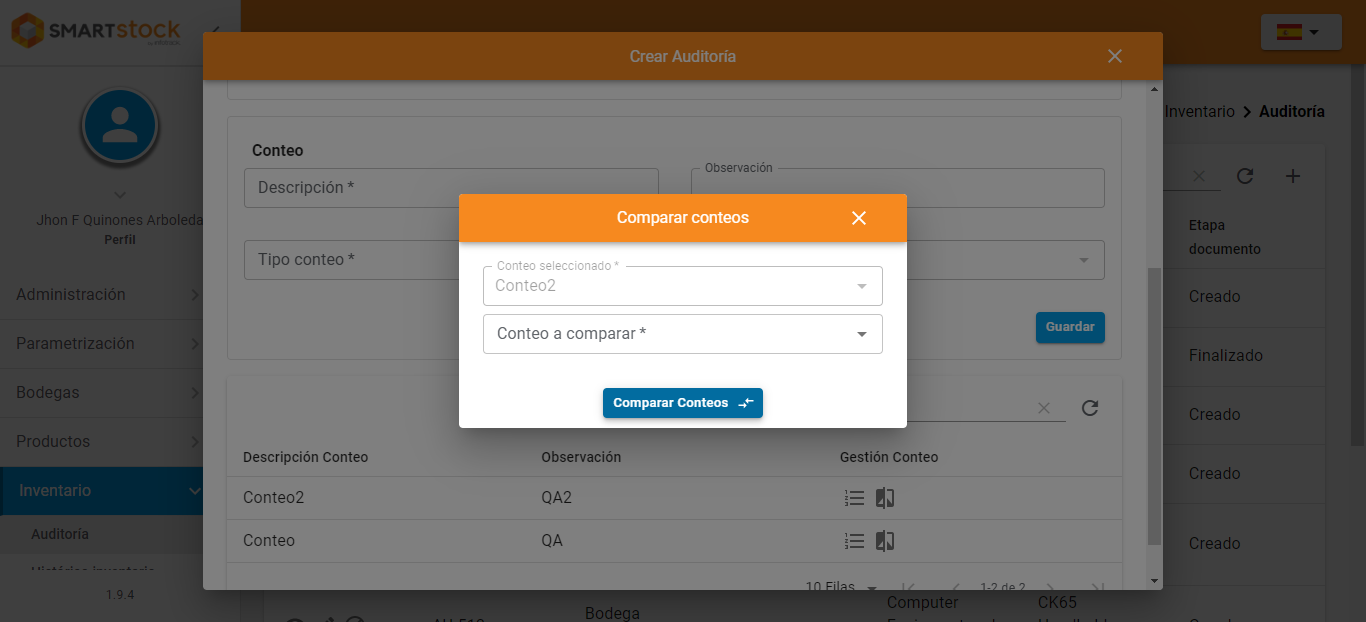 SMARTstock
Crear Auditoría
Inventario
Auditoría
Conteo
Observación
Descripción *
Jhon F Quinones Arboleda
Perfil
Comparar conteos
Etapa
documento
Tipo conteo *
Conteo seleccionado *
Conteo2
Administración
Creado
Conteo a comparar *
Guardar
Parametrización
Finalizado
Bodegas
Comparar Conteos
Creado
Productos
Descripción Conteo
Observación
Gestión Conteo
Creado
Inventario
Conteo2
QA2
Auditoría
Conteo
QA
Creado
Histórico inventario
10 Filas
1-2 de 2
1.9.4
Computer
CK65
Bodega